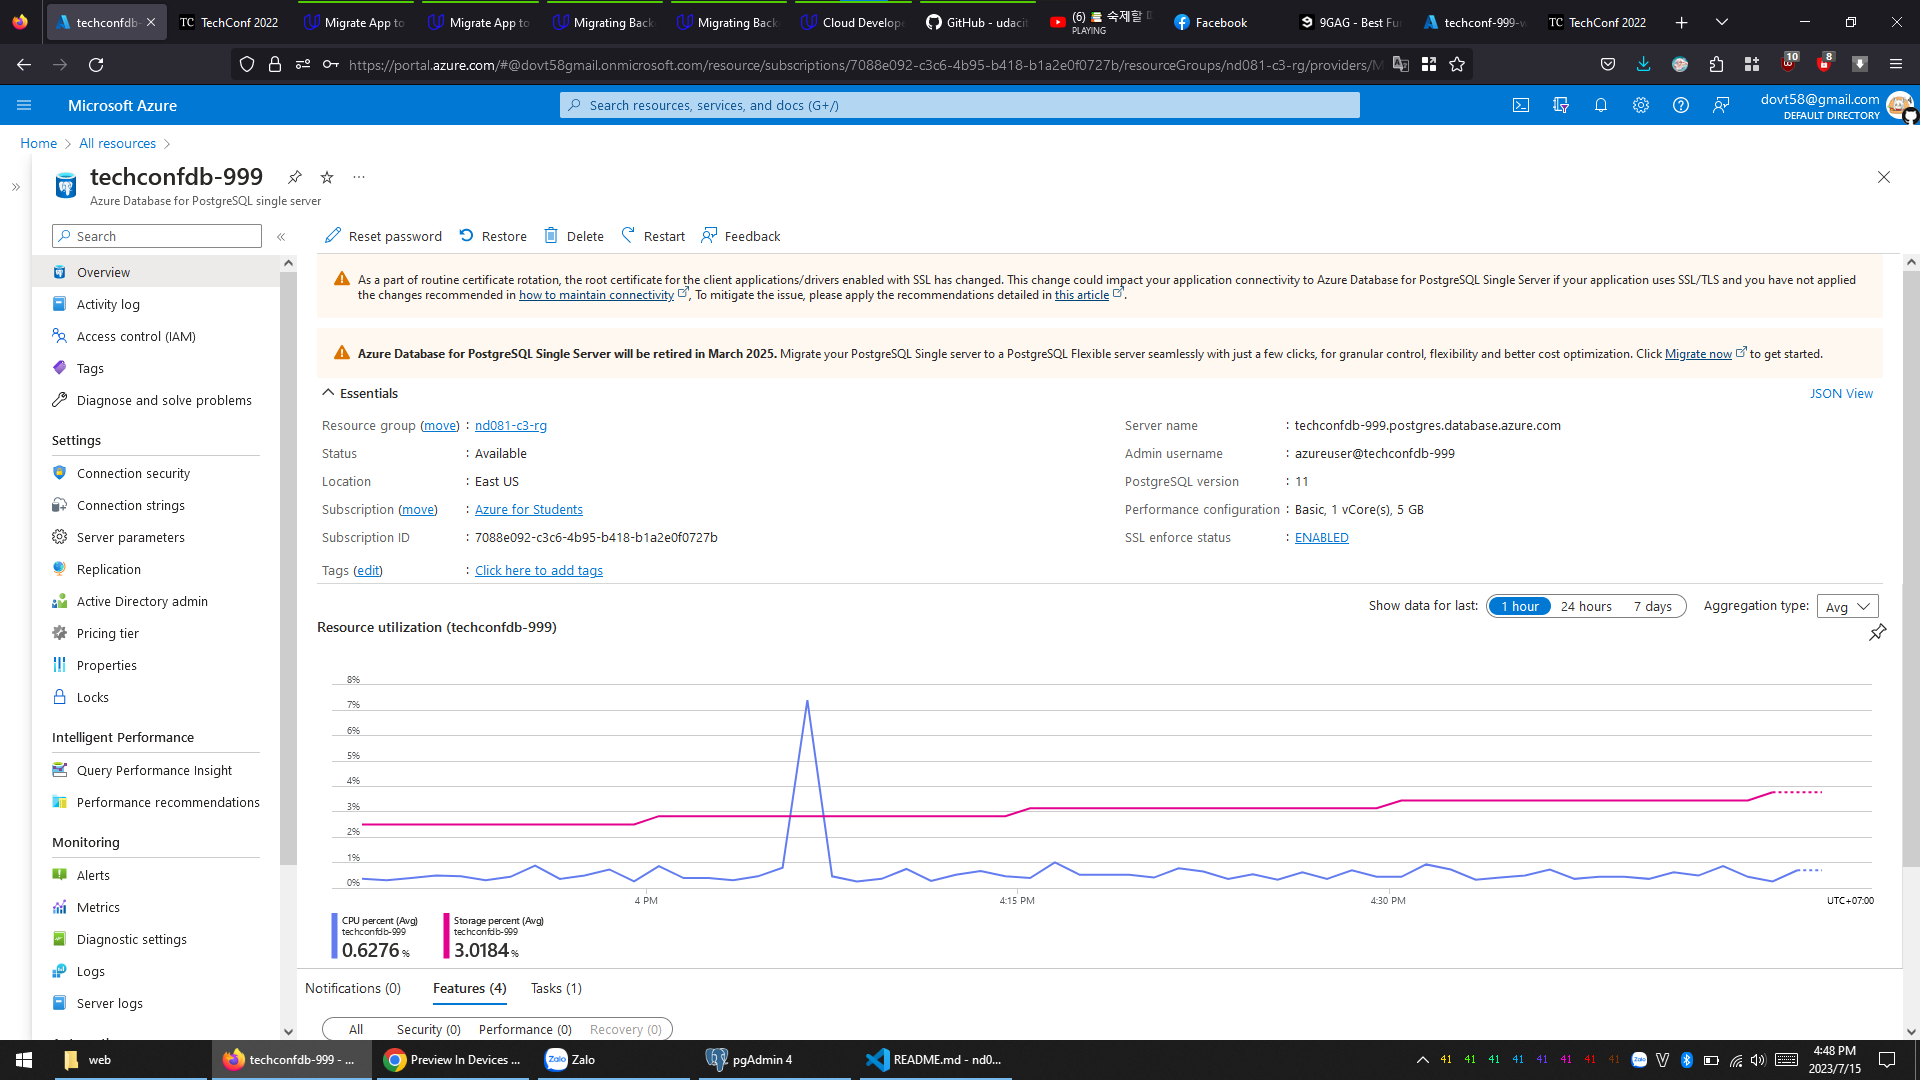 techconfdb-
TechConf 2022
Migrate App to
Migrate App to
Migrating Back
Migrating Back
Cloud Develope
GitHub - udacit
(6) 📚 숙제할 때
PLAYING
Facebook
9GAG - Best Fun
techconf-999-w
TechConf 2022
https://portal.azure.com/#@dovt58gmail.onmicrosoft.com/resource/subscriptions/7088e092-c3c6-4b95-b418-b1a2e0f0727b/resourceGroups/nd081-c3-rg/providers/M
10
8
Microsoft Azure
Search resources, services, and docs (G+/)
dovt58@gmail.com
DEFAULT DIRECTORY
Home > All resources >
techconfdb-999
Azure Database for PostgreSQL single server
Search
Reset password
Restore
Delete
Restart
Feedback
Overview
Activity log
Access control (IAM)
Tags
Diagnose and solve problems
Settings
Connection security
Connection strings
Server parameters
Replication
Active Directory admin
Pricing tier
Properties
Locks
Intelligent Performance
Query Performance Insight
Performance recommendations
Monitoring
Alerts
Metrics
Diagnostic settings
Logs
Server logs
As a part of routine certificate rotation, the root certificate for the client applications/drivers enabled with SSL has changed. This change could impact your application connectivity to Azure Database for PostgreSQL Single Server if your application uses SSL/TLS and you have not applied
the changes recommended in how to maintain connectivity, To mitigate the issue, please apply the recommendations detailed in this article.
Azure Database for PostgreSQL Single Server will be retired in March 2025. Migrate your PostgreSQL Single server to a PostgreSQL Flexible server seamlessly with just a few clicks, for granular control, flexibility and better cost optimization. Click Migrate now to get started.
Essentials
JSON View
Resource group (move) : nd081-c3-rg
Status : Available
Location : East US
Subscription (move) : Azure for Students
Subscription ID : 7088e092-c3c6-4b95-b418-b1a2e0f0727b
Tags (edit) : Click here to add tags
Server name : techconfdb-999.postgres.database.azure.com
Admin username : azureuser@techconfdb-999
PostgreSQL version : 11
Performance configuration : Basic, 1 vCore(s), 5 GB
SSL enforce status : ENABLED
Show data for last:
1 hour
24 hours
7 days
Aggregation type:
Avg
Resource utilization (techconfdb-999)
8%
7%
6%
5%
4%
3%
2%
1%
0%
4 PM
4:15 PM
4:30 PM
UTC+07:00
CPU percent (Avg)
techconfdb-999
0.6276 %
Storage percent (Avg)
techconfdb-999
3.0184 %
Notifications (0)
Features (4)
Tasks (1)
All
Security (0)
Performance (0)
Recovery (0)
web
techconfdb-999 - ...
Preview In Devices ...
Zalo
pgAdmin 4
README.md - nd0...
41 41 41 41 41 41 41 41
4:48 PM
2023/7/15